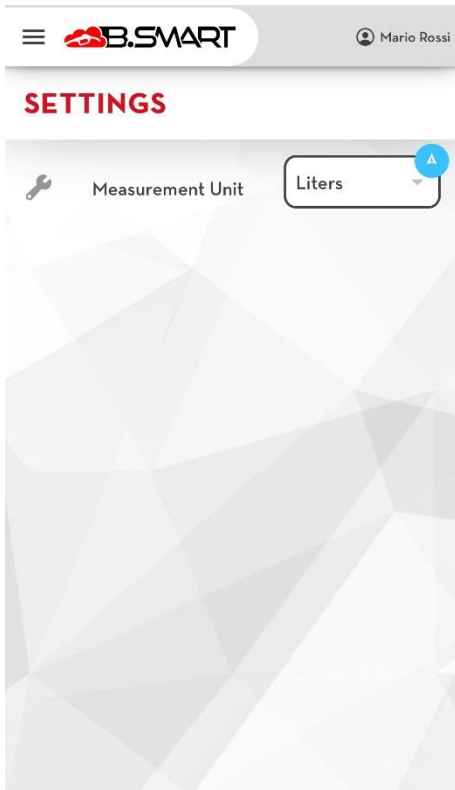 B.SMART
Mario Rossi
SETTINGS
A
Measurement Unit
Liters